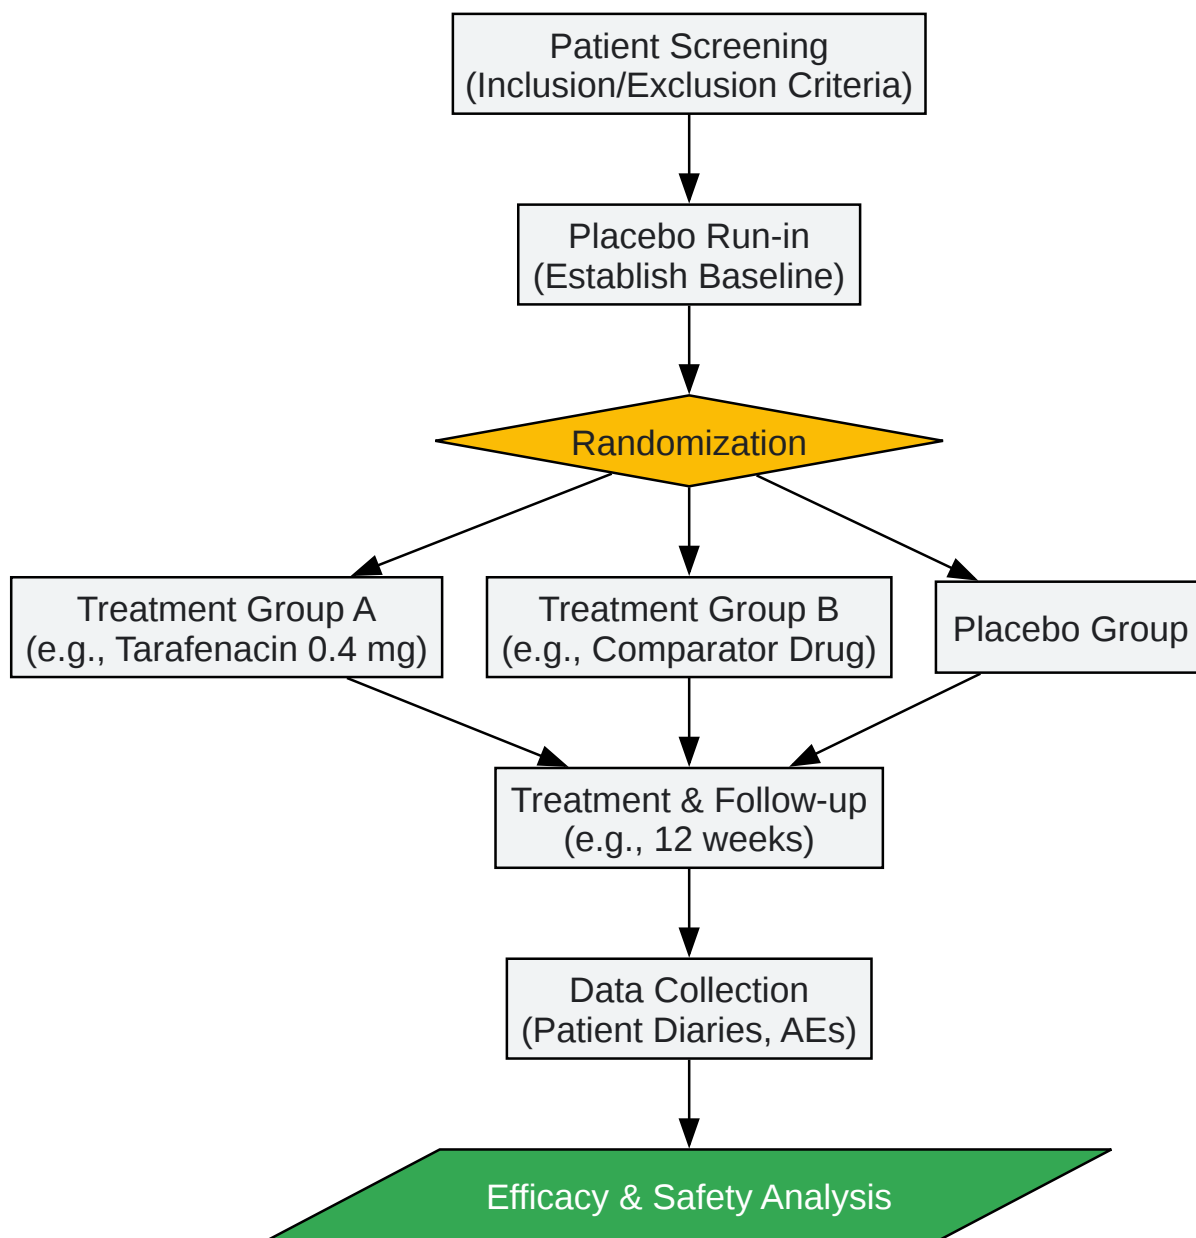 Patient Screening
(Inclusion/Exclusion Criteria)
Placebo Run-in
(Establish Baseline)
Randomization
Treatment Group A
(e.g., Tarafenacin 0.4 mg)
Treatment Group B
(e.g., Comparator Drug)
Placebo Group
Treatment & Follow-up
(e.g., 12 weeks)
Data Collection
(Patient Diaries, AEs)
Efficacy & Safety Analysis